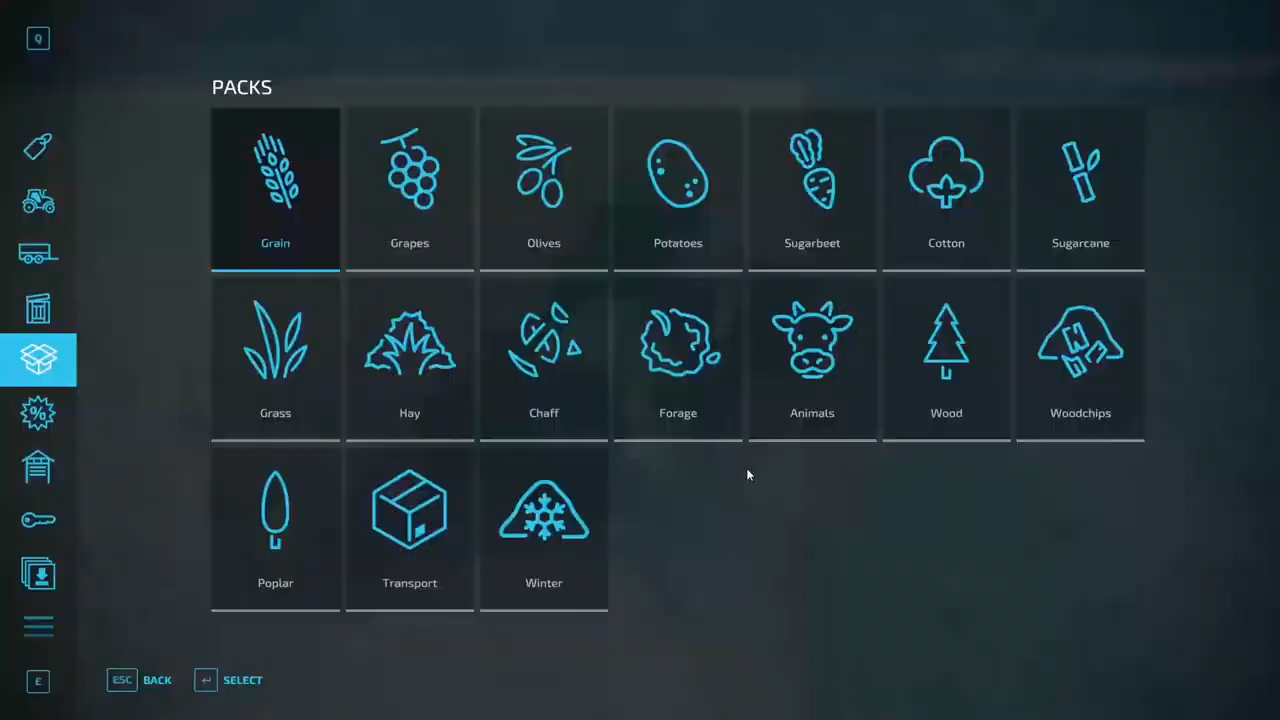 Q
PACKS
Grain Grapes Olives Potatoes Sugarbeet Cotton Sugarcane
Grass Hay Chaff Forage Animals Wood Woodchips
Poplar Transport Winter
E
ESC BACK ↵ SELECT